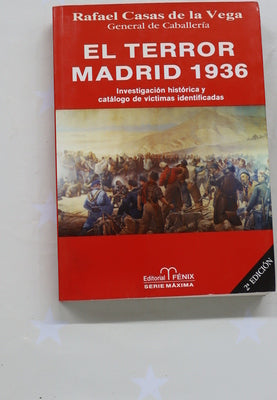 Rafael Casas de la Vega
General de Caballería
EL TERROR
MADRID 1936
Investigación histórica y
catálogo de víctimas identificadas
Editorial FÉNIX
SERIE MÁXIMA
2ª EDICIÓN